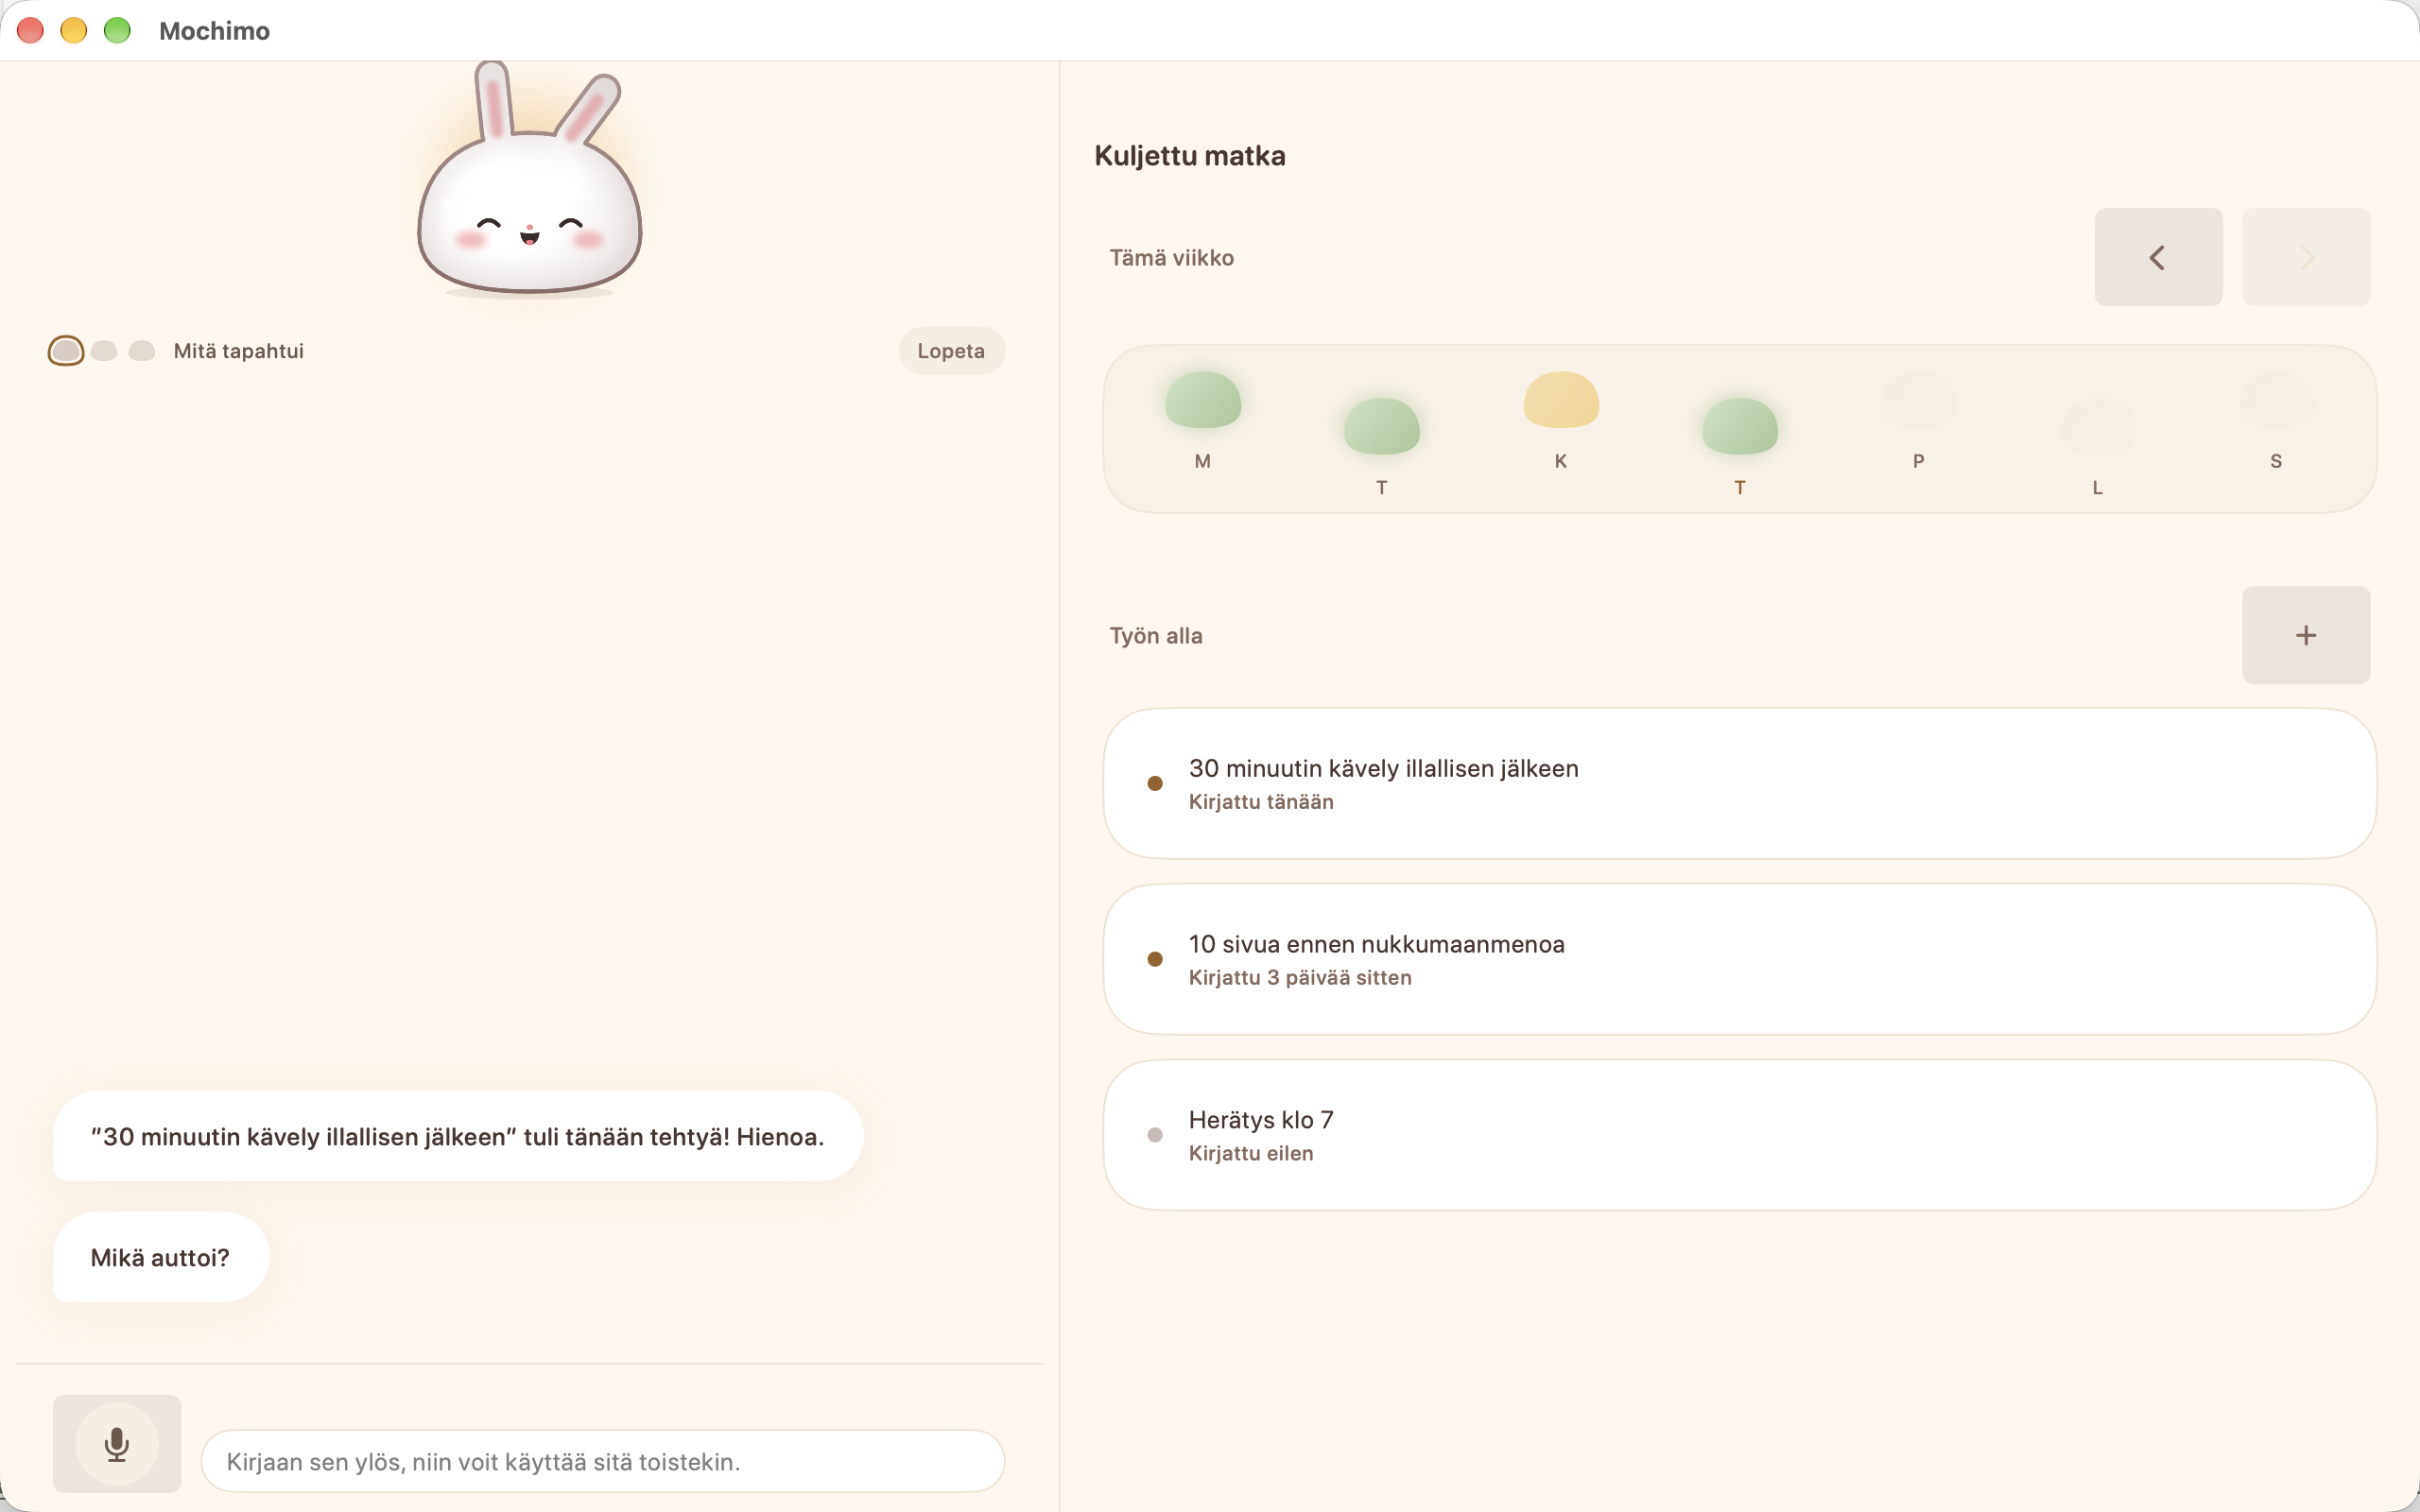 Mochimo
Mitä tapahtui
Lopeta
"30 minuutin kävely illallisen jälkeen" tuli tänään tehtyä! Hienoa.
Mikä auttoi?
Kirjaan sen ylös, niin voit käyttää sitä toistekin.
Kuljettu matka
Tämä viikko
M
T
K
T
P
L
S
Työn alla
30 minuutin kävely illallisen jälkeen
Kirjattu tänään
10 sivua ennen nukkumaanmenoa
Kirjattu 3 päivää sitten
Herätys klo 7
Kirjattu eilen